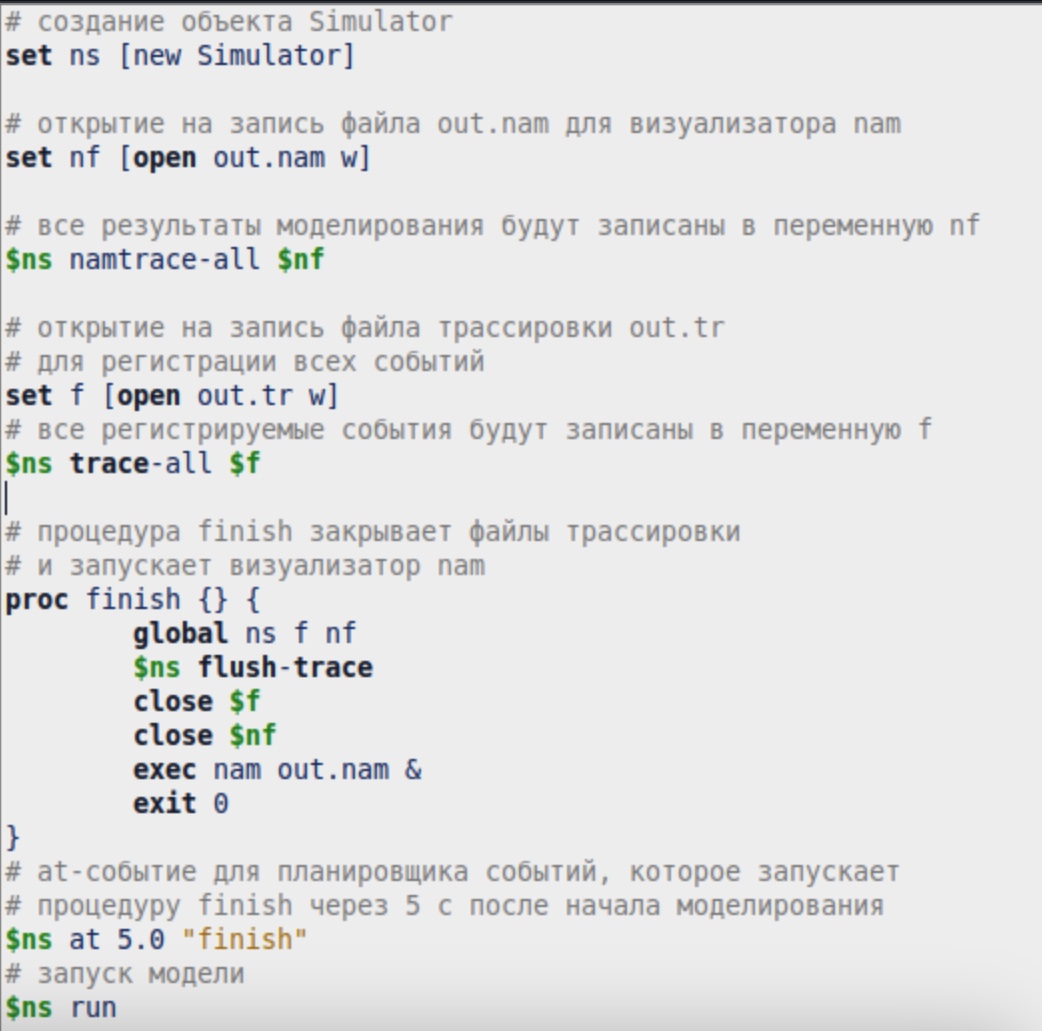 # создание объекта Simulator
set ns [new Simulator]
# открытие на запись файла out.nam для визуализатора nam
set nf [open out.nam w]
# все результаты моделирования будут записаны в переменную nf
$ns namtrace-all $nf
# открытие на запись файла трассировки out.tr
# для регистрации всех событий
set f [open out.tr w]
# все регистрируемые события будут записаны в переменную f
$ns trace-all $f
# процедура finish закрывает файлы трассировки
# и запускает визуализатор nam
proc finish {} {
        global ns f nf
        $ns flush-trace
        close $f
        close $nf
        exec nam out.nam &
        exit 0
}
# at-событие для планировщика событий, которое запускает
# процедуру finish через 5 с после начала моделирования
$ns at 5.0 "finish"
# запуск модели
$ns run